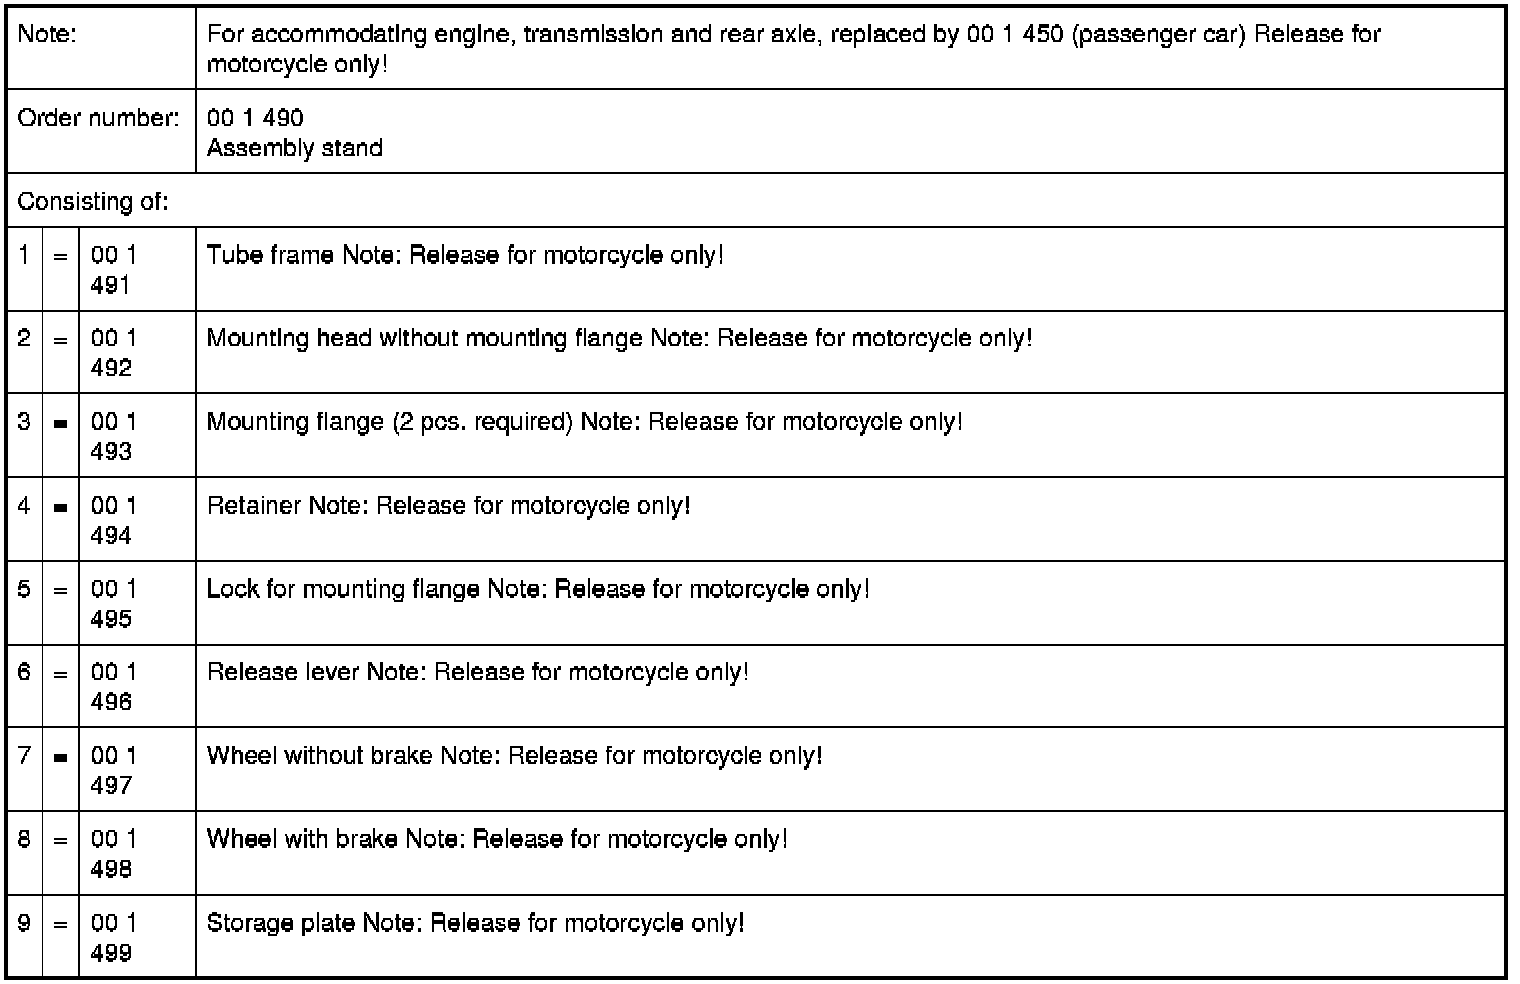 Note: For accommodating engine, transmission and rear axle, replaced by 00 1 450 (passenger car) Release for
motorcycle only!
Order number: 00 1 490
Assembly stand
Consisting of:
1 = 00 1 Tube frame Note: Release for motorcycle only!
491
2 = 00 1 Mounting head without mounting flange Note: Release for motorcycle only!
492
3 = 00 1 Mounting flange (2 pcs. required) Note: Release for motorcycle only!
493
4 = 00 1 Retainer Note: Release for motorcycle only!
494
5 = 00 1 Lock for mounting flange Note: Release for motorcycle only!
495
6 = 00 1 Release lever Note: Release for motorcycle only!
496
7 = 00 1 Wheel without brake Note: Release for motorcycle only!
497
8 = 00 1 Wheel with brake Note: Release for motorcycle only!
498
9 = 00 1 Storage plate Note: Release for motorcycle only!
499